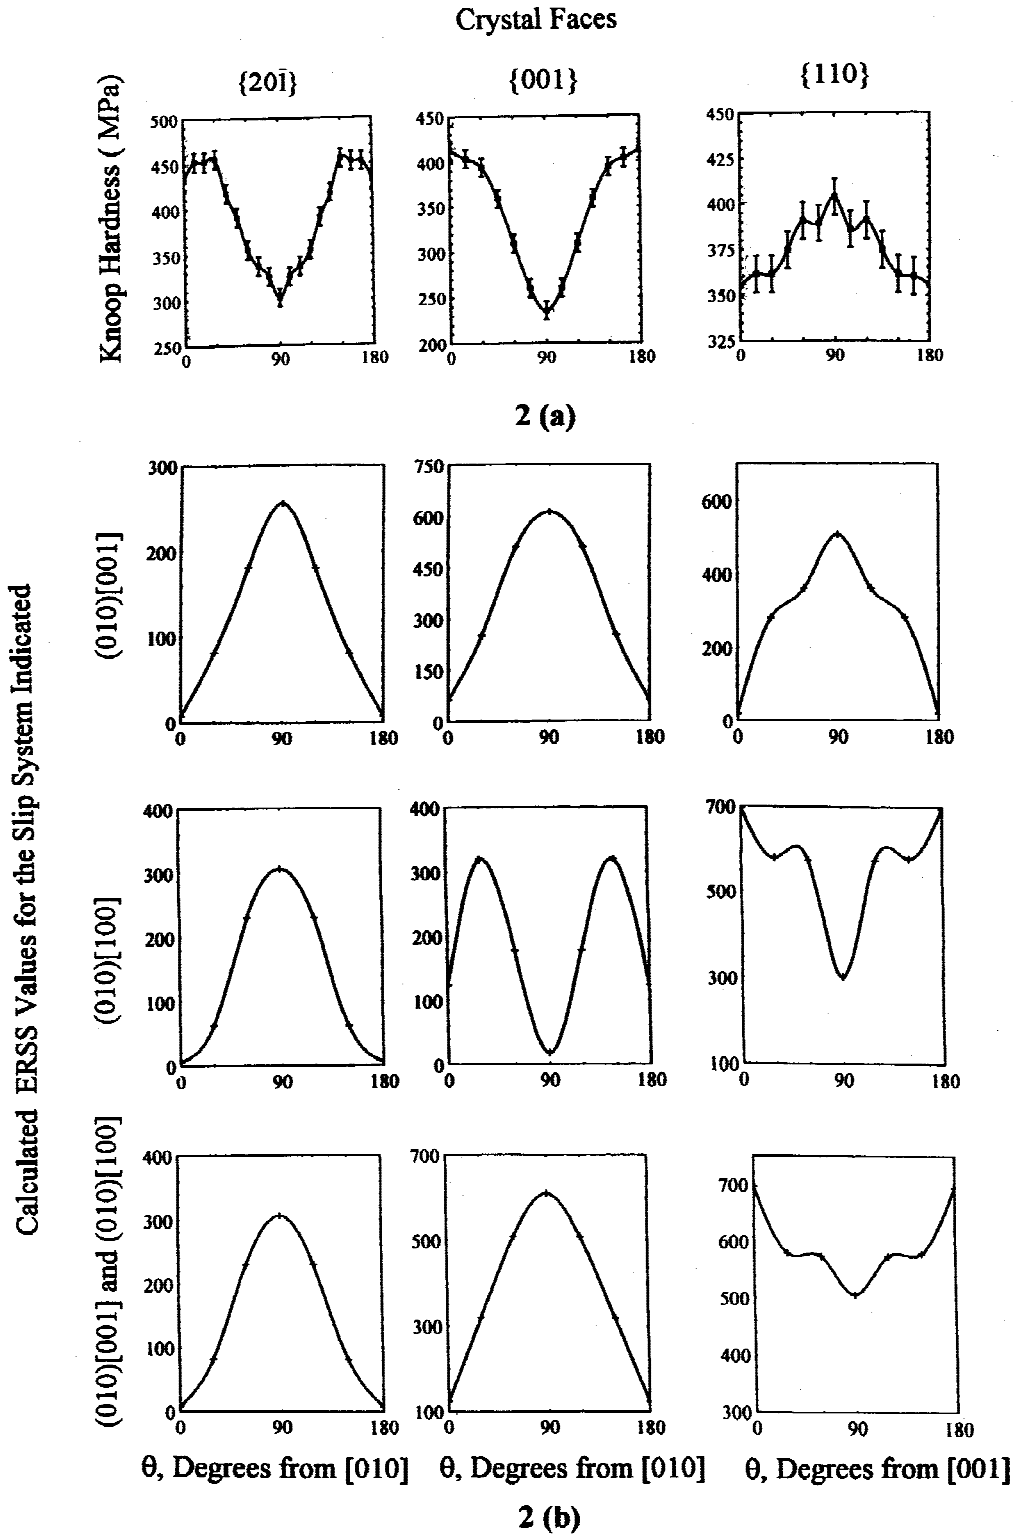 Crystal Faces
{201̄} {001} {110}
Knoop Hardness ( MPa)
500 450 400 350 300 250
0 90 180
450 400 350 300 250 200
0 90 180
450 425 400 375 350 325
0 90 180
2 (a)
Calculated ERSS Values for the Slip System Indicated
(010)[001]
300 200 100 0
0 90 180
750 600 450 300 150 0
0 90 180
600 400 200 0
0 90 180
(010)[100]
400 300 200 100 0
0 90 180
400 300 200 100 0
0 90 180
700 500 300 100
0 90 180
(010)[001] and (010)[100]
400 300 200 100 0
0 90 180
700 500 300 100
0 90 180
700 600 500 400 300
0 90 180
θ, Degrees from [010] θ, Degrees from [010] θ, Degrees from [001]
2 (b)